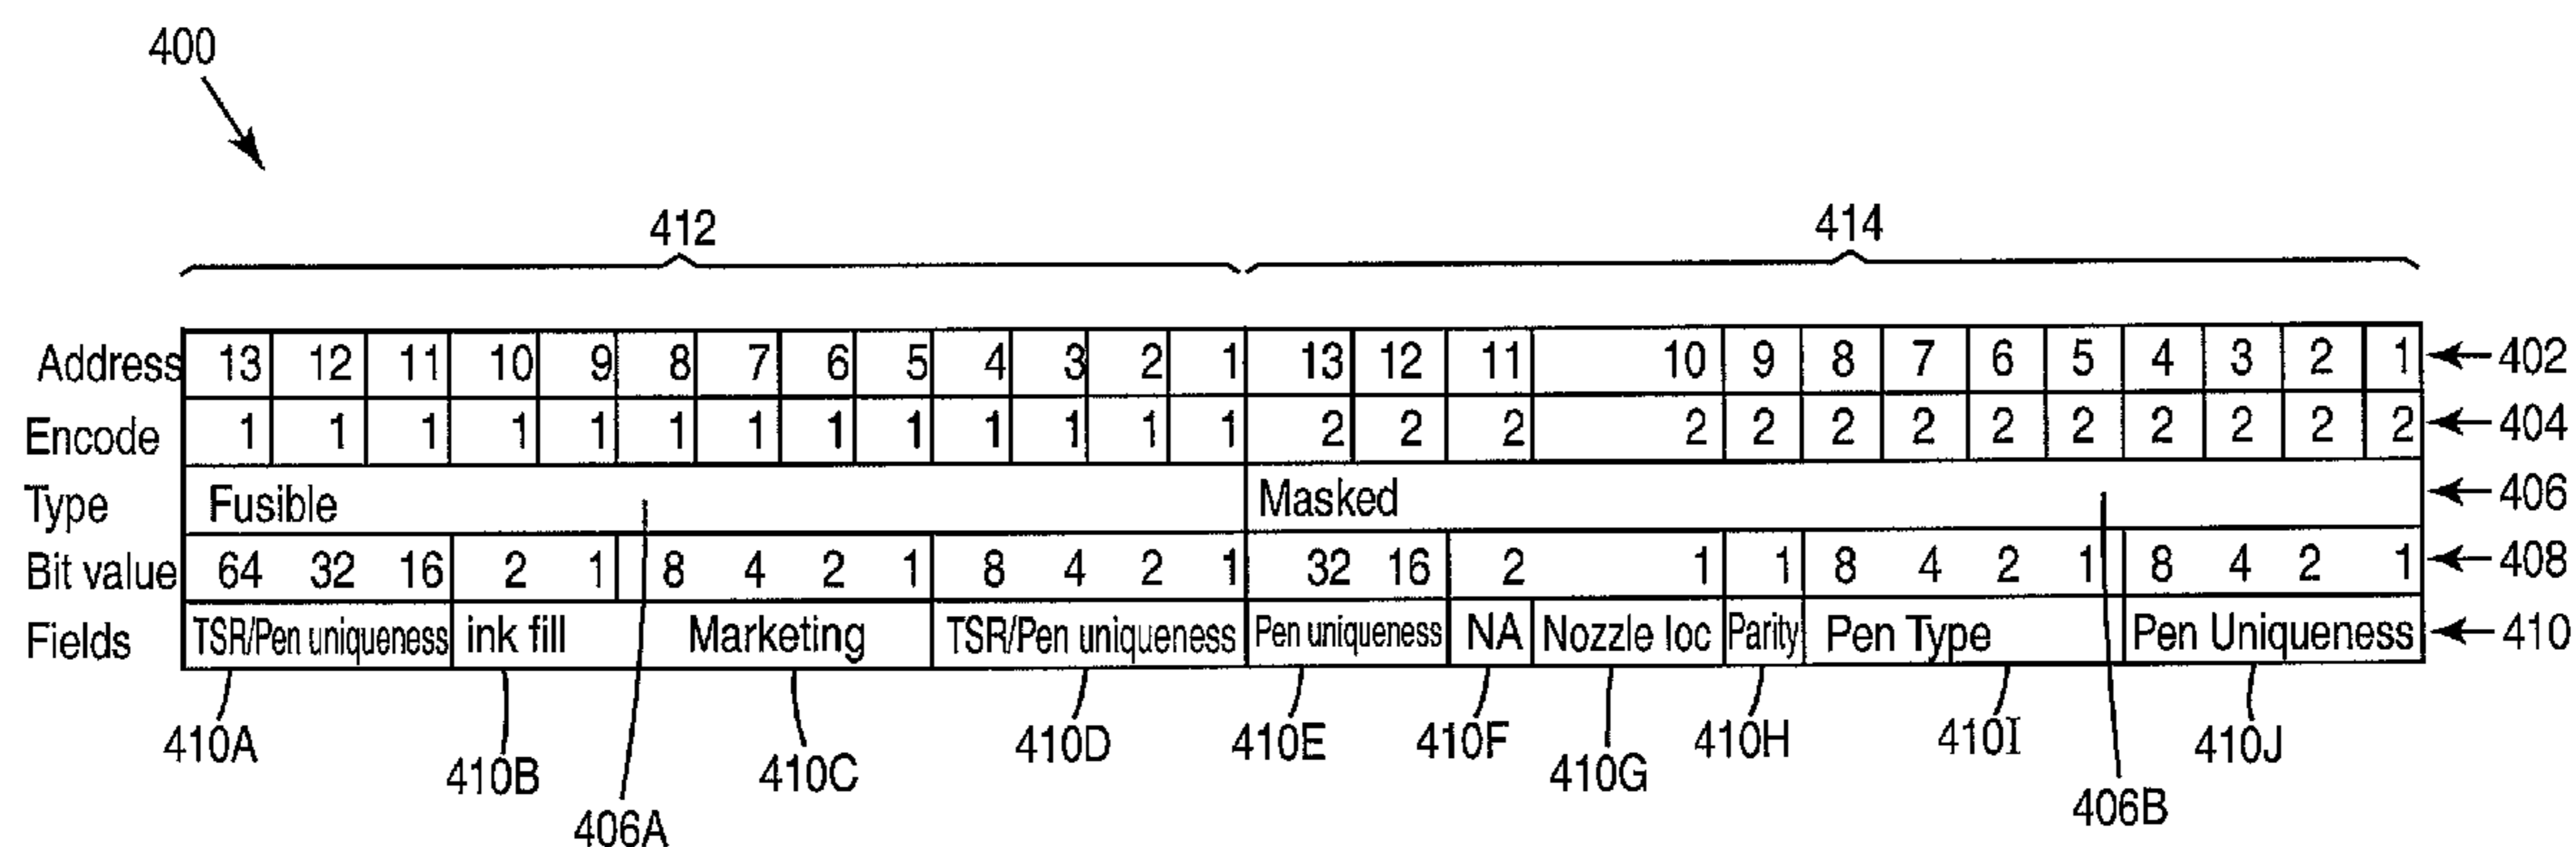 400
412 414
Address 13 12 11 10 9 8 7 6 5 4 3 2 1 13 12 11 10 9 8 7 6 5 4 3 2 1 402
Encode 1 1 1 1 1 1 1 1 1 1 1 1 1 2 2 2 2 2 2 2 2 2 2 2 2 2 404
Type Fusible Masked 406
Bit value 64 32 16 2 1 8 4 2 1 8 4 2 1 32 16 2 1 1 8 4 2 1 8 4 2 1 408
Fields TSR/Pen uniqueness ink fill Marketing TSR/Pen uniqueness Pen uniqueness NA Nozzle loc Parity Pen Type Pen Uniqueness 410
410A 410B 410C 410D 410E 410F 410G 410H 410I 410J
406A 406B